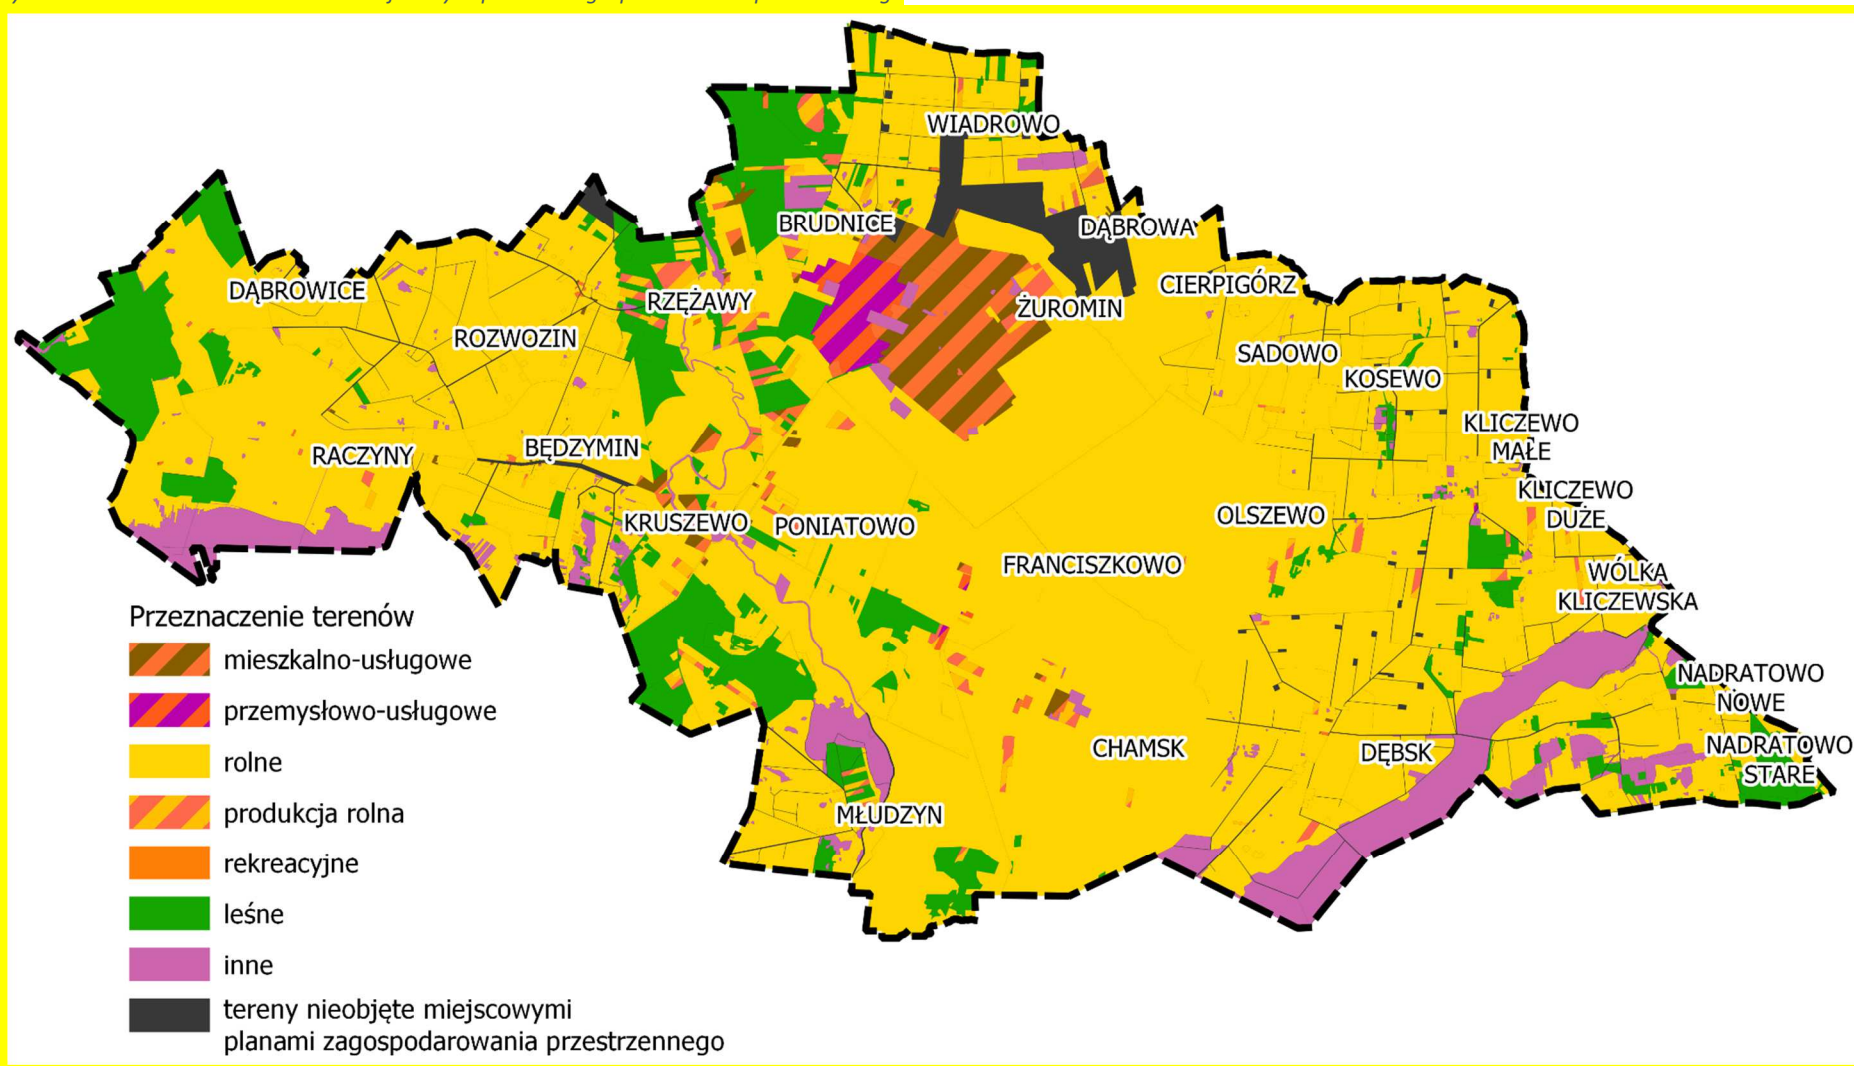 WIADROWO
BRUDNICE
DĄBROWA
DĄBROWICE
RZĘŻAWY
CIERPIGÓRZ
ŻUROMIN
ROZWOZIN
SADOWO
KOSEWO
KLICZEWO
MAŁE
RACZYNY
BĘDZYMIN
KLICZEWO
DUŻE
KRUSZEWO
PONIATOWO
OLSZEWO
FRANCISZKOWO
WÓLKA
KLICZEWSKA
NADRATOWO
NOWE
CHAMSK
DĘBSK
NADRATOWO
STARE
MŁUDZYN
Przeznaczenie terenów
mieszkalno-usługowe
przemysłowo-usługowe
rolne
produkcja rolna
rekreacyjne
leśne
inne
tereny nieobjęte miejscowymi
planami zagospodarowania przestrzennego